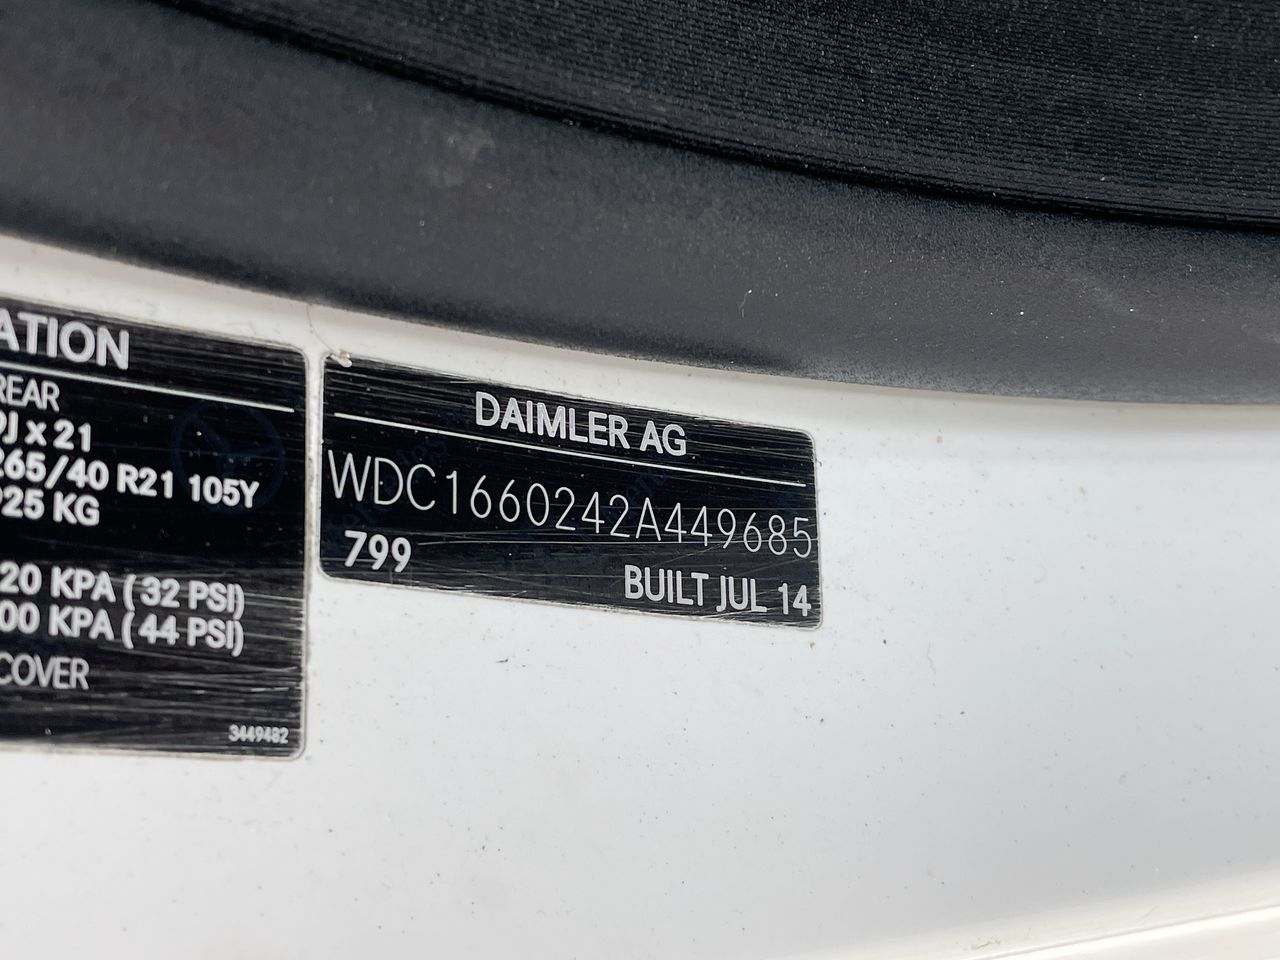 ATION
REAR
9J x 21
265/40 R21 105Y
925 KG
20 KPA ( 32 PSI)
00 KPA ( 44 PSI)
COVER
3449482
DAIMLER AG
WDC1660242A449685
799
BUILT JUL 14